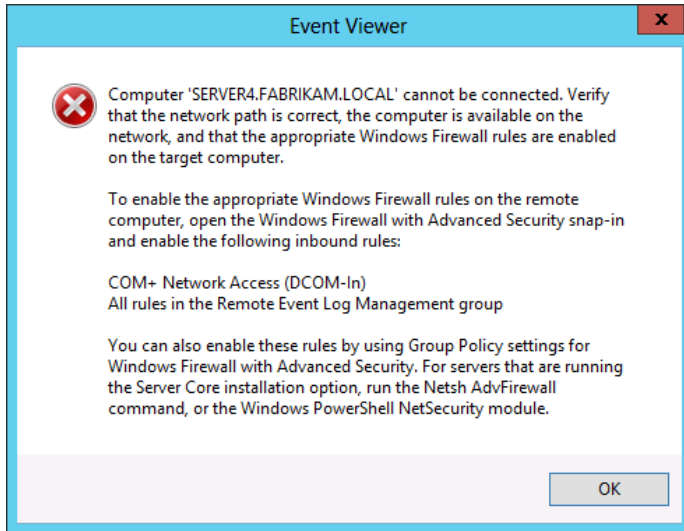 Event Viewer
x
Computer 'SERVER4.FABRIKAM.LOCAL' cannot be connected. Verify
that the network path is correct, the computer is available on the
network, and that the appropriate Windows Firewall rules are enabled
on the target computer.
To enable the appropriate Windows Firewall rules on the remote
computer, open the Windows Firewall with Advanced Security snap-in
and enable the following inbound rules:
COM+ Network Access (DCOM-In)
All rules in the Remote Event Log Management group
You can also enable these rules by using Group Policy settings for
Windows Firewall with Advanced Security. For servers that are running
the Server Core installation option, run the Netsh AdvFirewall
command, or the Windows PowerShell NetSecurity module.
OK